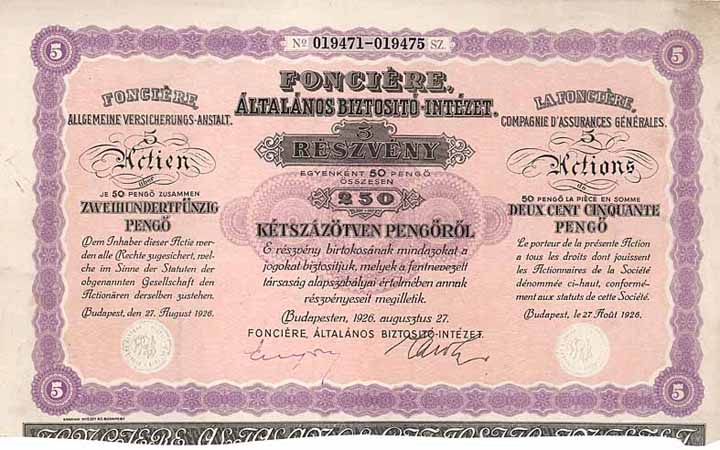 5
5
Nº 019471–019475 SZ.
FONCIÈRE,
ÁLTALÁNOS BIZTOSITÓ-INTÉZET.
5
RÉSZVÉNY
EGYENKÉNT 50 PENGŐ
ÖSSZESEN
250
KÉTSZÁZÖTVEN PENGŐRŐL
E részvény birtokosának mindazokat a
jogokat biztositjuk, melyek a fentnevezett
társaság alapszabályai értelmében annak
részvényeseit megilletik.
Budapesten, 1926. augusztus 27.
FONCIÈRE, ÁLTALÁNOS BIZTOSITÓ-INTÉZET.
FONCIÈRE,
ALLGEMEINE VERSICHERUNGS-ANSTALT.
5
Actien
über
JE 50 PENGŐ ZUSAMMEN
ZWEIHUNDERTFÜNZIG
PENGŐ
Dem Inhaber dieser Actie wer-
den alle Rechte zugesichert, wel-
che im Sinne der Statuten der
obgenannten Gesellschaft den
Actionären derselben zustehen.
Budapest, den 27. August 1926.
LA FONCIÈRE,
COMPAGNIE D'ASSURANCES GÉNÉRALES.
5
Actions
de
50 PENGŐ LA PIÈCE EN SOMME
DEUX CENT CINQUANTE
PENGŐ
Le porteur de la présente Action
a tous les droits dont jouissent
les Actionnaires de la Société
dénommée ci-haut, conformé-
ment aux statuts de cette Société.
Budapest, le 27 Août 1926.
5
5